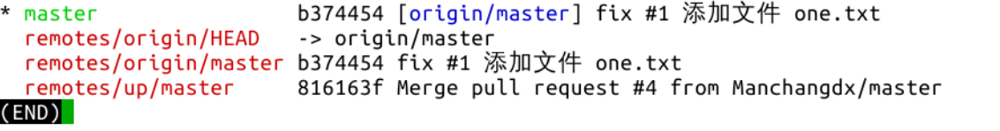 * master                b374454 [origin/master] fix #1 添加文件 one.txt
  remotes/origin/HEAD   -> origin/master
  remotes/origin/master b374454 fix #1 添加文件 one.txt
  remotes/up/master     816163f Merge pull request #4 from Manchangdx/master
(END)